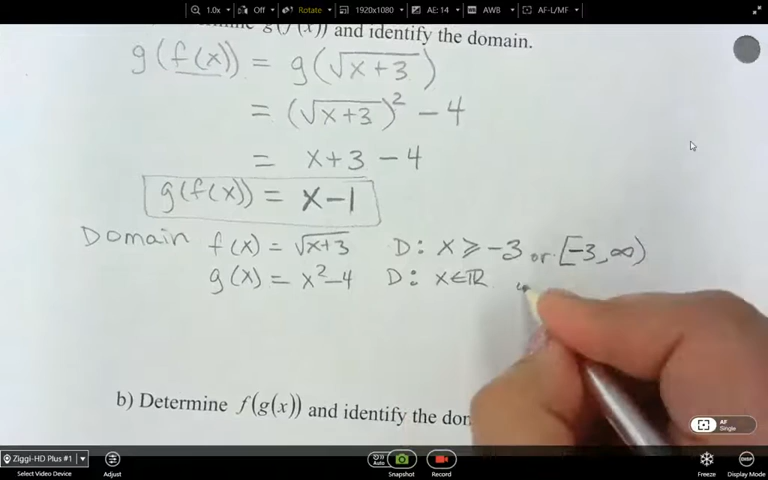 1.0x Off Rotate 1920x1080 AE: 14 AWB AF-L/MF
g(f(x)) and identify the domain.
g(f(x)) = g(√x+3)
= (√x+3)² - 4
= x+3 - 4
g(f(x)) = x-1
Domain f(x) = √x+3 D: x ≥ -3 or [-3, ∞)
g(x) = x²-4 D: x∈ℝ
b) Determine f(g(x)) and identify the
AF
Single
Ziggi-HD Plus #1
Auto
Select Video Device Adjust Snapshot Record Freeze Display Mode